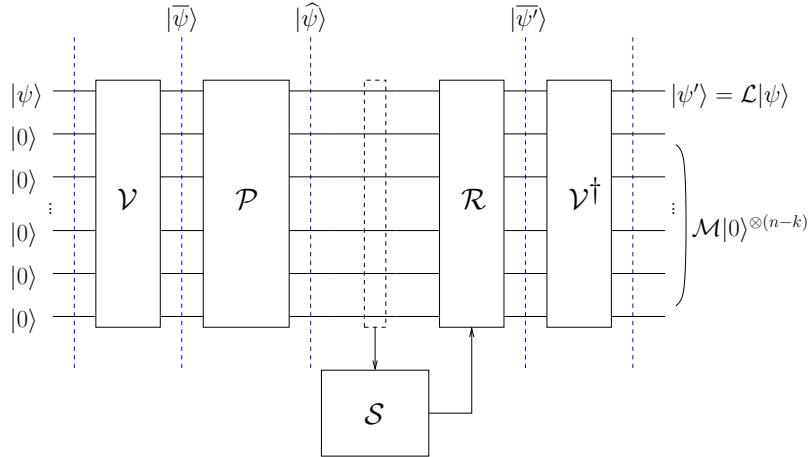 |ψ̅⟩ |ψ̂⟩ |ψ̅′⟩
|ψ⟩ |ψ′⟩ = ℒ|ψ⟩
|0⟩
|0⟩
⋮ 𝒱 𝒫 ℛ 𝒱† ⋮
|0⟩ ℳ|0⟩⊗(n−k)
|0⟩
|0⟩
𝒮